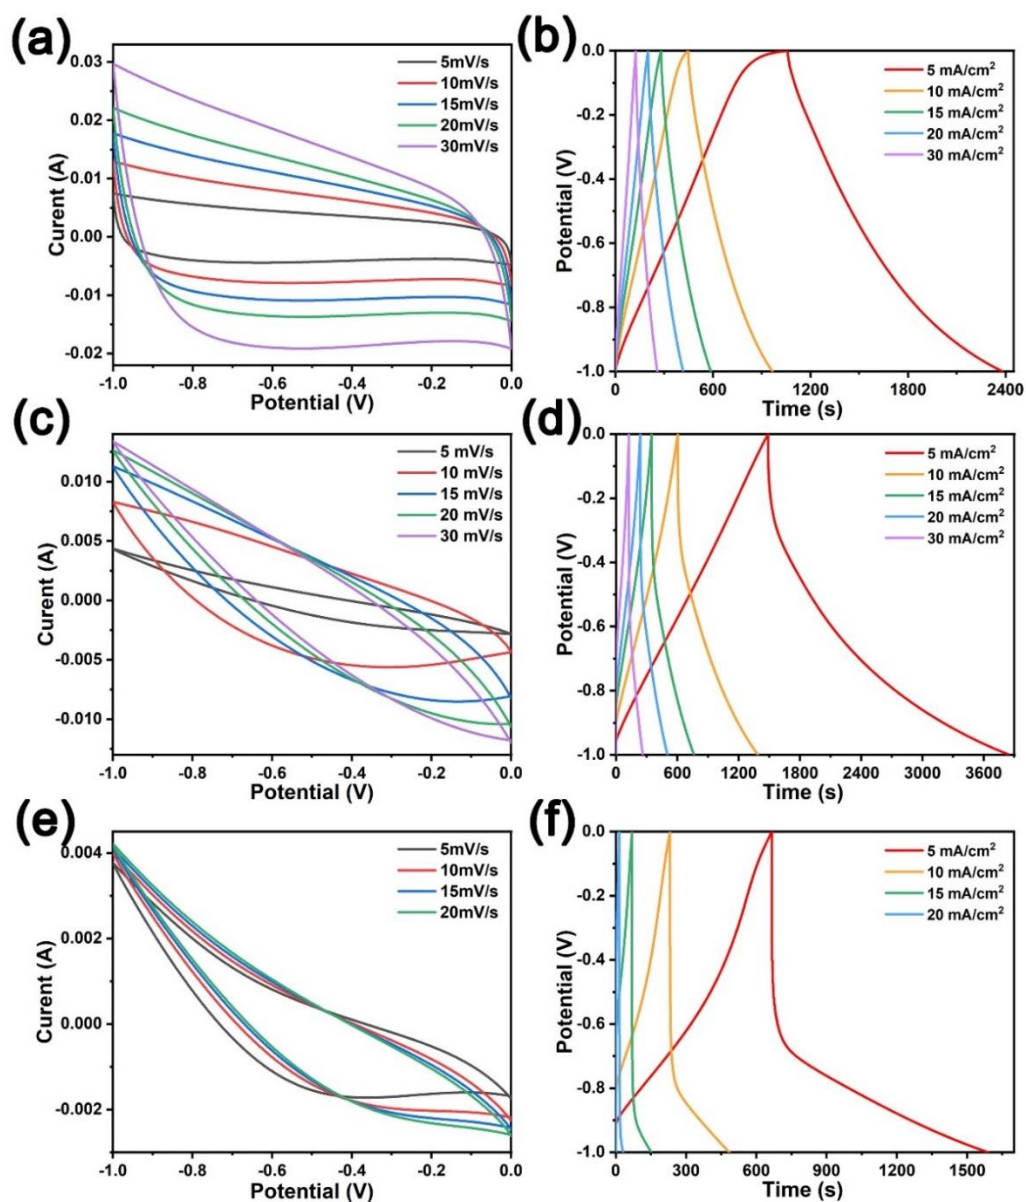 (a)
Curent (A)
0.03
0.02
0.01
0.00
-0.01
-0.02
-1.0 -0.8 -0.6 -0.4 -0.2 0.0
Potential (V)
5mV/s
10mV/s
15mV/s
20mV/s
30mV/s
(b)
Potential (V)
0.0
-0.2
-0.4
-0.6
-0.8
-1.0
0 600 1200 1800 2400
Time (s)
5 mA/cm²
10 mA/cm²
15 mA/cm²
20 mA/cm²
30 mA/cm²
(c)
Curent (A)
0.010
0.005
0.000
-0.005
-0.010
-1.0 -0.8 -0.6 -0.4 -0.2 0.0
Potential (V)
5 mV/s
10 mV/s
15 mV/s
20 mV/s
30 mV/s
(d)
Potential (V)
0.0
-0.2
-0.4
-0.6
-0.8
-1.0
0 600 1200 1800 2400 3000 3600
Time (s)
5 mA/cm²
10 mA/cm²
15 mA/cm²
20 mA/cm²
30 mA/cm²
(e)
Curent (A)
0.004
0.002
0.000
-0.002
-1.0 -0.8 -0.6 -0.4 -0.2 0.0
Potential (V)
5mV/s
10mV/s
15mV/s
20mV/s
(f)
Potential (V)
0.0
-0.2
-0.4
-0.6
-0.8
-1.0
0 300 600 900 1200 1500
Time (s)
5 mA/cm²
10 mA/cm²
15 mA/cm²
20 mA/cm²